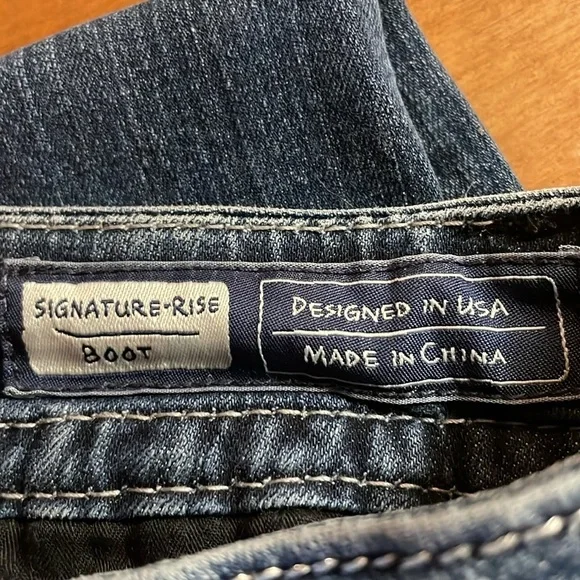 SIGNATURE-RISE
BOOT
DESIGNED IN USA
MADE IN CHINA